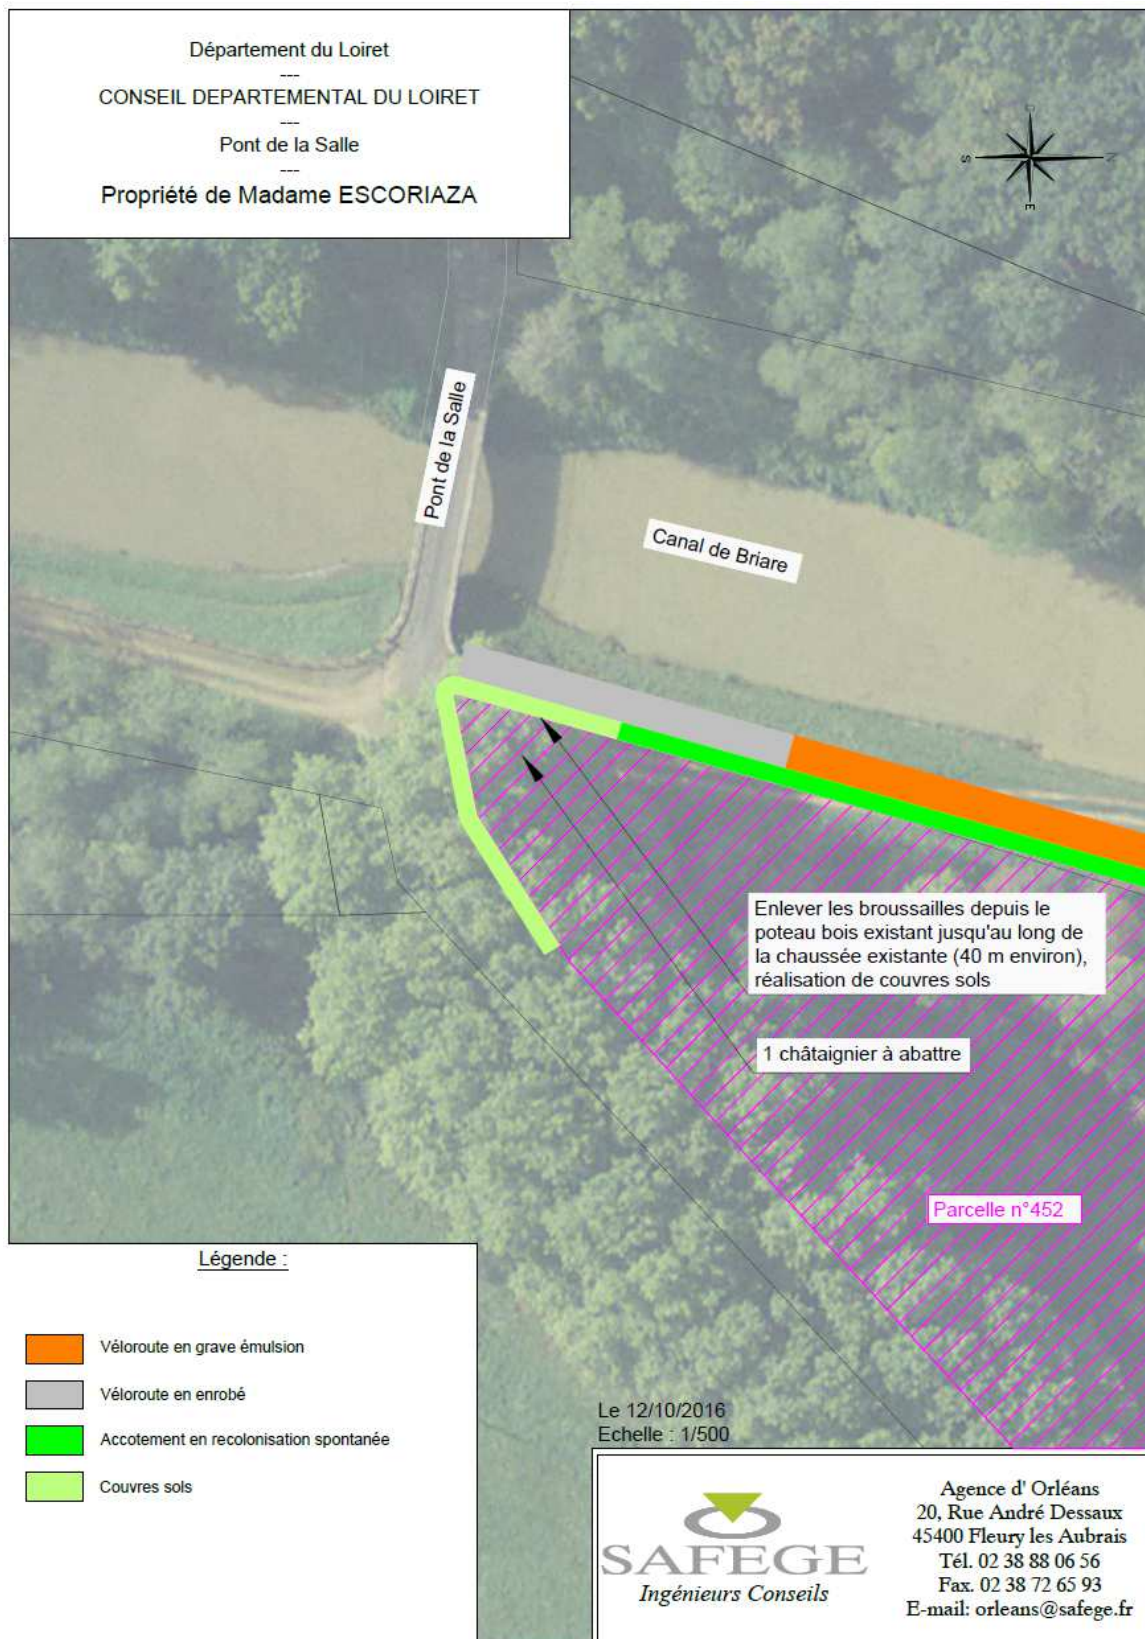 Département du Loiret
---
CONSEIL DEPARTEMENTAL DU LOIRET
---
Pont de la Salle
---
Propriété de Madame ESCORIAZA
O
S
N
E
Pont de la Salle
Canal de Briare
Enlever les broussailles depuis le
poteau bois existant jusqu'au long de
la chaussée existante (40 m environ),
réalisation de couvres sols
1 châtaignier à abattre
Parcelle n°452
Légende :
Véloroute en grave émulsion
Véloroute en enrobé
Accotement en recolonisation spontanée
Couvres sols
Le 12/10/2016
Echelle : 1/500
SAFEGE
Ingénieurs Conseils
Agence d' Orléans
20, Rue André Dessaux
45400 Fleury les Aubrais
Tél. 02 38 88 06 56
Fax. 02 38 72 65 93
E-mail: orleans@safege.fr